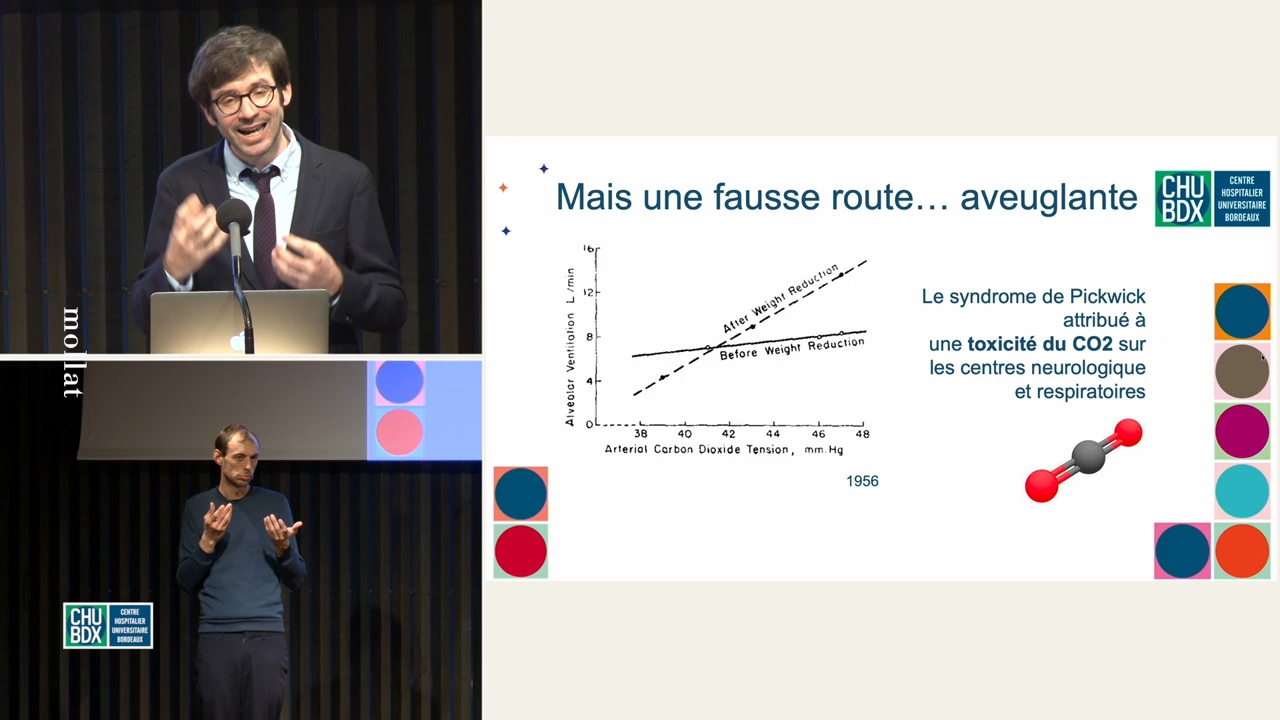 mollat
CHU
BDX
CENTRE
HOSPITALIER
UNIVERSITAIRE
BORDEAUX
Mais une fausse route… aveuglante
CHU
BDX
CENTRE
HOSPITALIER
UNIVERSITAIRE
BORDEAUX
Alveolar Ventilation L/min
16
12
8
4
0
After Weight Reduction
Before Weight Reduction
38 40 42 44 46 48
Arterial Carbon Dioxide Tension, mm.Hg
1956
Le syndrome de Pickwick
attribué à
une toxicité du CO2 sur
les centres neurologique
et respiratoires